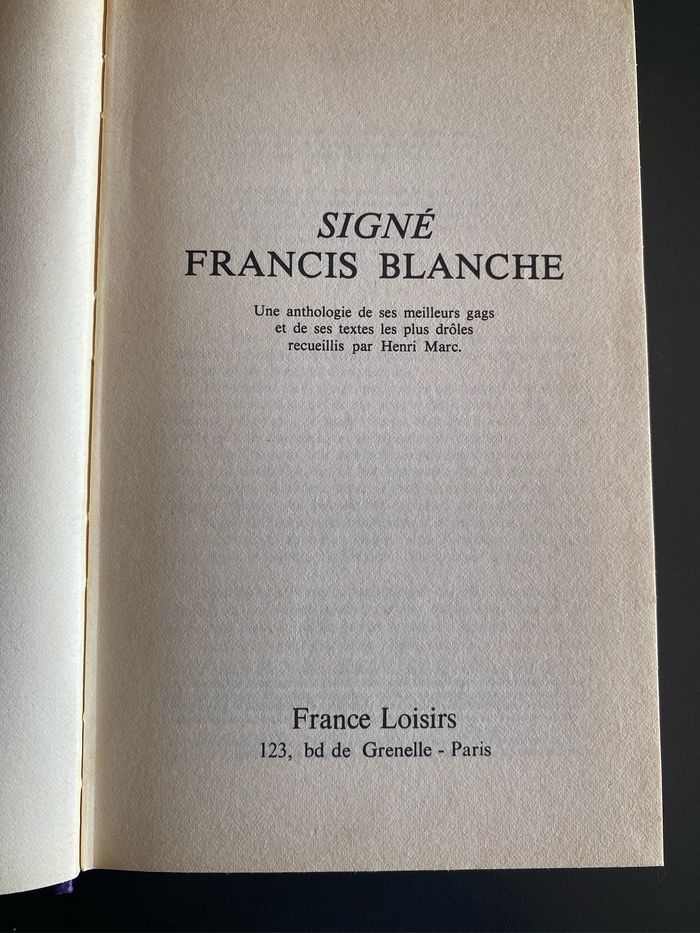 SIGNÉ
FRANCIS BLANCHE
Une anthologie de ses meilleurs gags
et de ses textes les plus drôles
recueillis par Henri Marc.
France Loisirs
123, bd de Grenelle - Paris